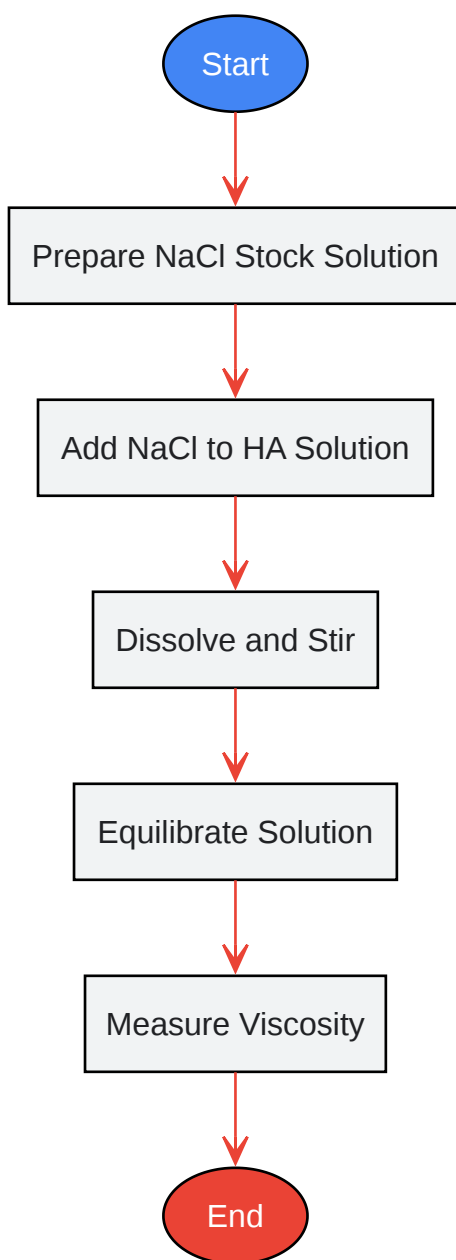 Start
Prepare NaCl Stock Solution
Add NaCl to HA Solution
Dissolve and Stir
Equilibrate Solution
Measure Viscosity
End